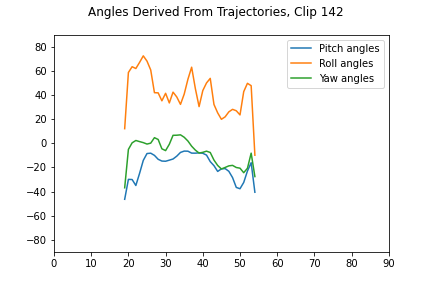 Angles Derived From Trajectories, Clip 142
80
60
40
20
0
−20
−40
−60
−80
Pitch angles
Roll angles
Yaw angles
0 10 20 30 40 50 60 70 80 90